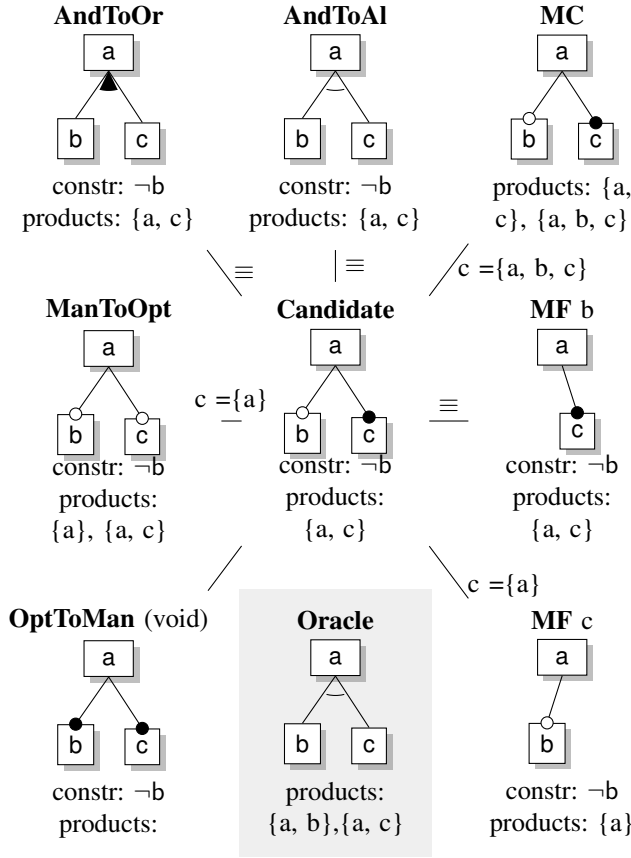 AndToOr AndToAl MC
a a a
b c b c b c
constr: ¬b constr: ¬b products: {a,
products: {a, c} products: {a, c} c}, {a, b, c}
≡ ≡ c ={a, b, c}
ManToOpt Candidate MF b
a a a
c ={a} ≡
b c b c c
constr: ¬b constr: ¬b constr: ¬b
products: products: products:
{a}, {a, c} {a, c} {a, c}
c ={a}
OptToMan (void) Oracle MF c
a a a
b c b c b
constr: ¬b products: constr: ¬b
products: {a, b},{a, c} products: {a}